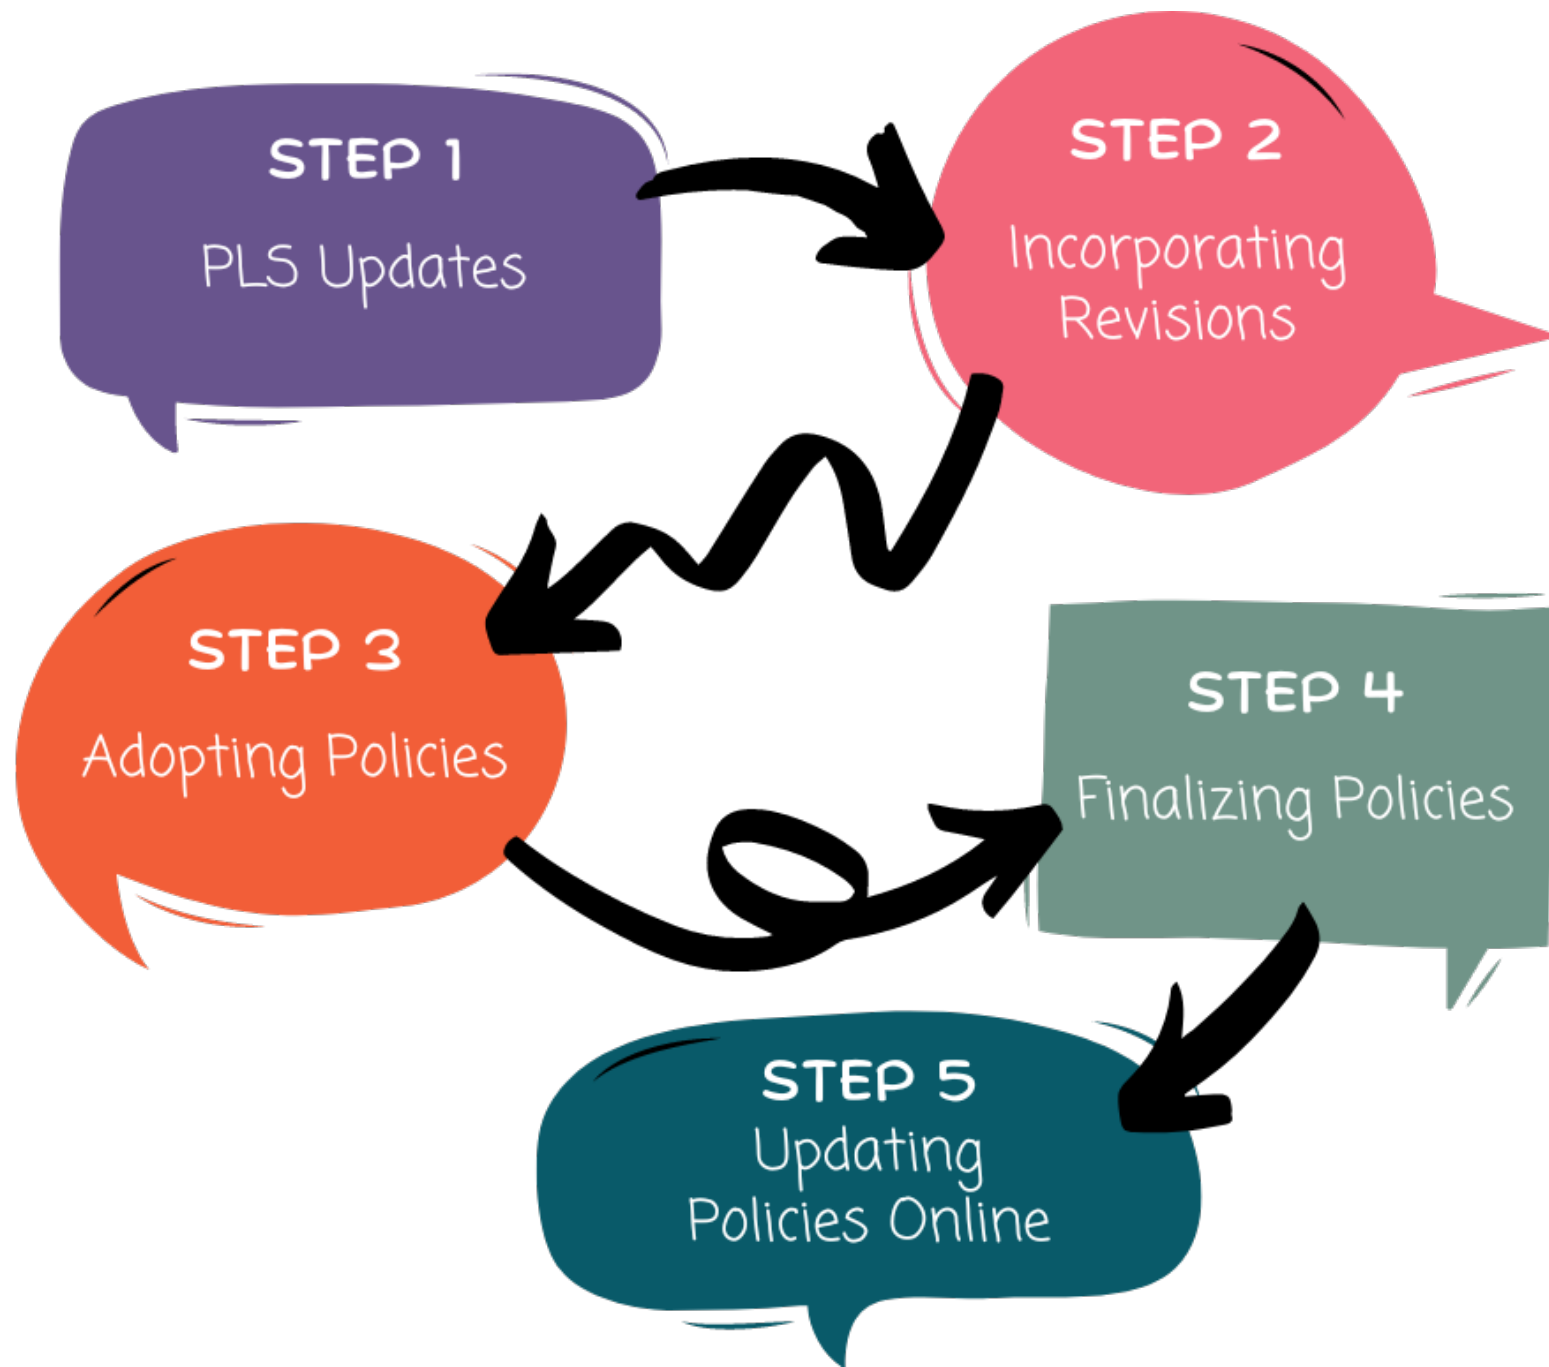 STEP 1
PLS Updates
STEP 2
Incorporating
Revisions
STEP 3
Adopting Policies
STEP 4
Finalizing Policies
STEP 5
Updating
Policies Online